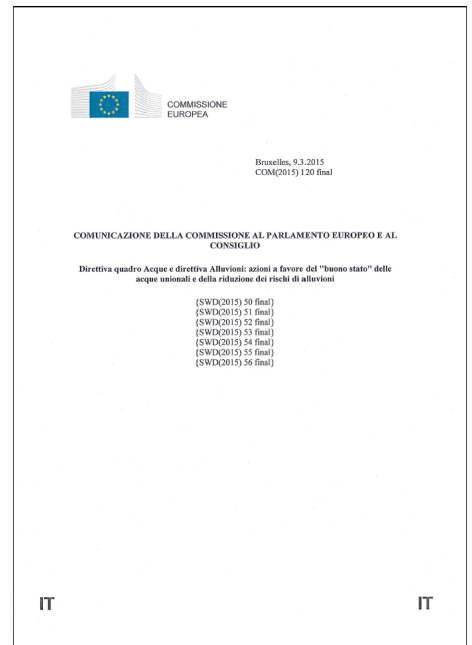 COMMISSIONE
EUROPEA
Bruxelles, 9.3.2015
COM(2015) 120 final
COMUNICAZIONE DELLA COMMISSIONE AL PARLAMENTO EUROPEO E AL
CONSIGLIO
Direttiva quadro Acque e direttiva Alluvioni: azioni a favore del "buono stato" delle
acque unionali e della riduzione dei rischi di alluvioni
{SWD(2015) 50 final}
{SWD(2015) 51 final}
{SWD(2015) 52 final}
{SWD(2015) 53 final}
{SWD(2015) 54 final}
{SWD(2015) 55 final}
{SWD(2015) 56 final}
IT IT